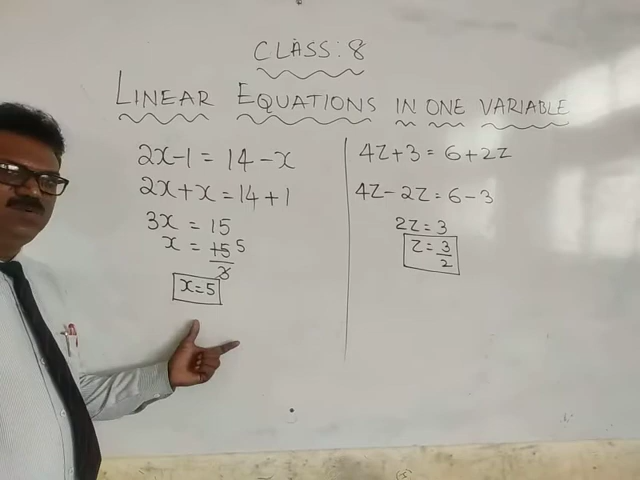 CLASS: 8
LINEAR EQUATIONS IN ONE VARIABLE
2x-1 = 14-x
2x+x = 14+1
3x = 15
x = 15 5
3
x=5
4Z+3 = 6+2Z
4Z-2Z = 6-3
2Z = 3
Z = 3
2